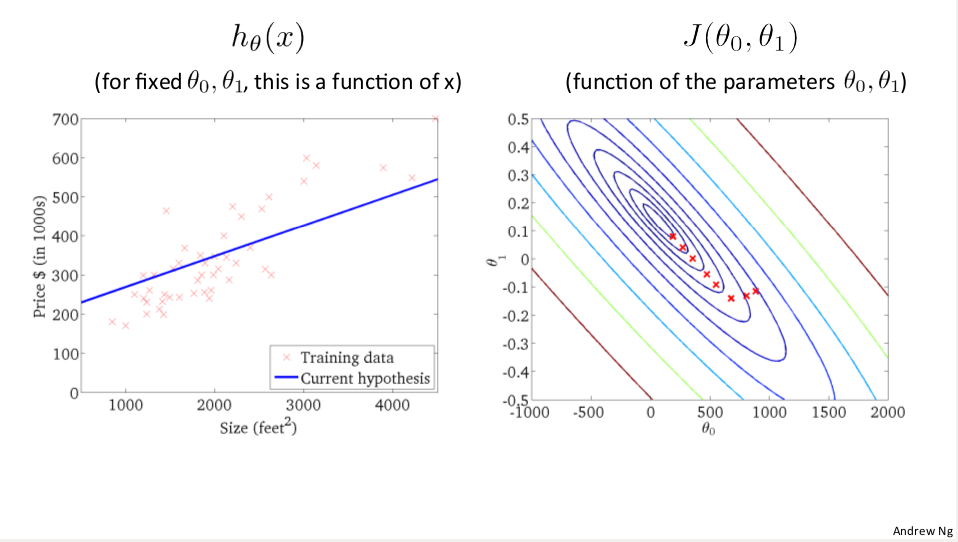 hθ(x)
(for fixed θ0, θ1, this is a function of x)
700
600
500
400
300
200
100
0
Price $ (in 1000s)
1000 2000 3000 4000
Size (feet²)
Training data
Current hypothesis
J(θ0, θ1)
(function of the parameters θ0, θ1)
0.5
0.4
0.3
0.2
0.1
0
-0.1
-0.2
-0.3
-0.4
-0.5
θ1
-1000 -500 0 500 1000 1500 2000
θ0
Andrew Ng